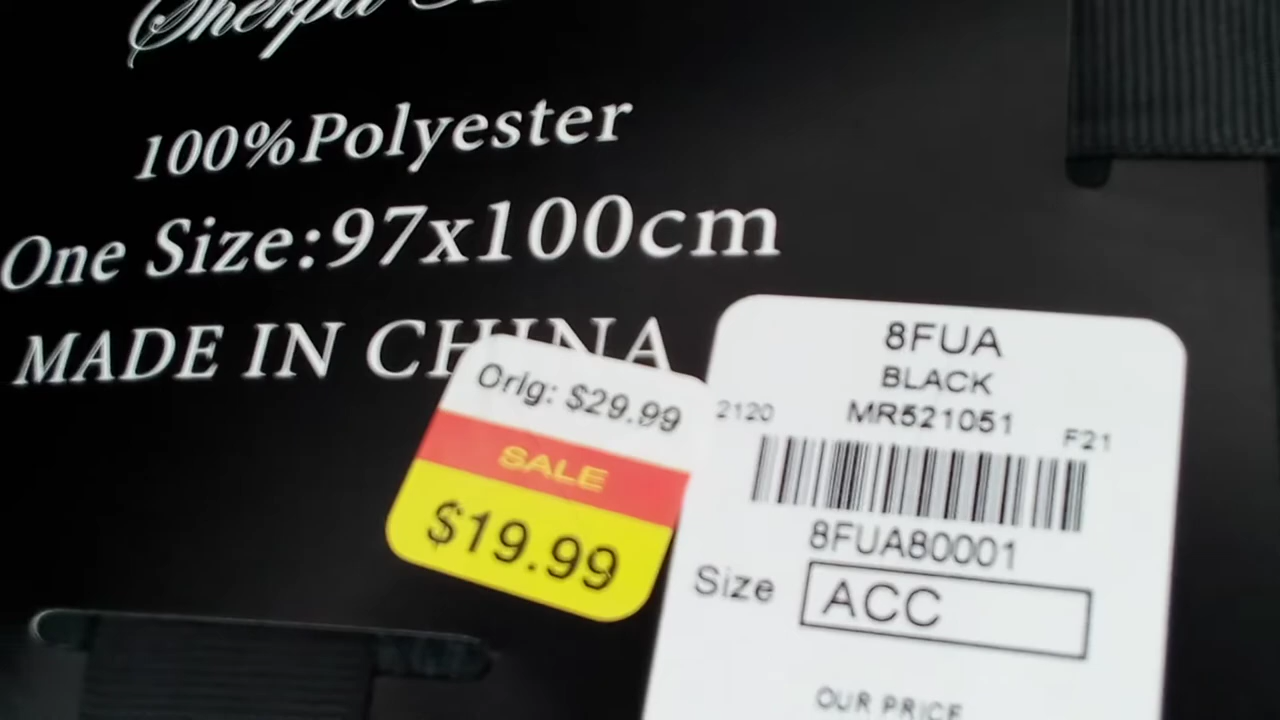 Sherpa
100%Polyester
One Size:97x100cm
MADE IN CHINA
Orig: $29.99
SALE
$19.99
8FUA
BLACK
2120 MR521051 F21
8FUA80001
Size ACC
OUR PRICE